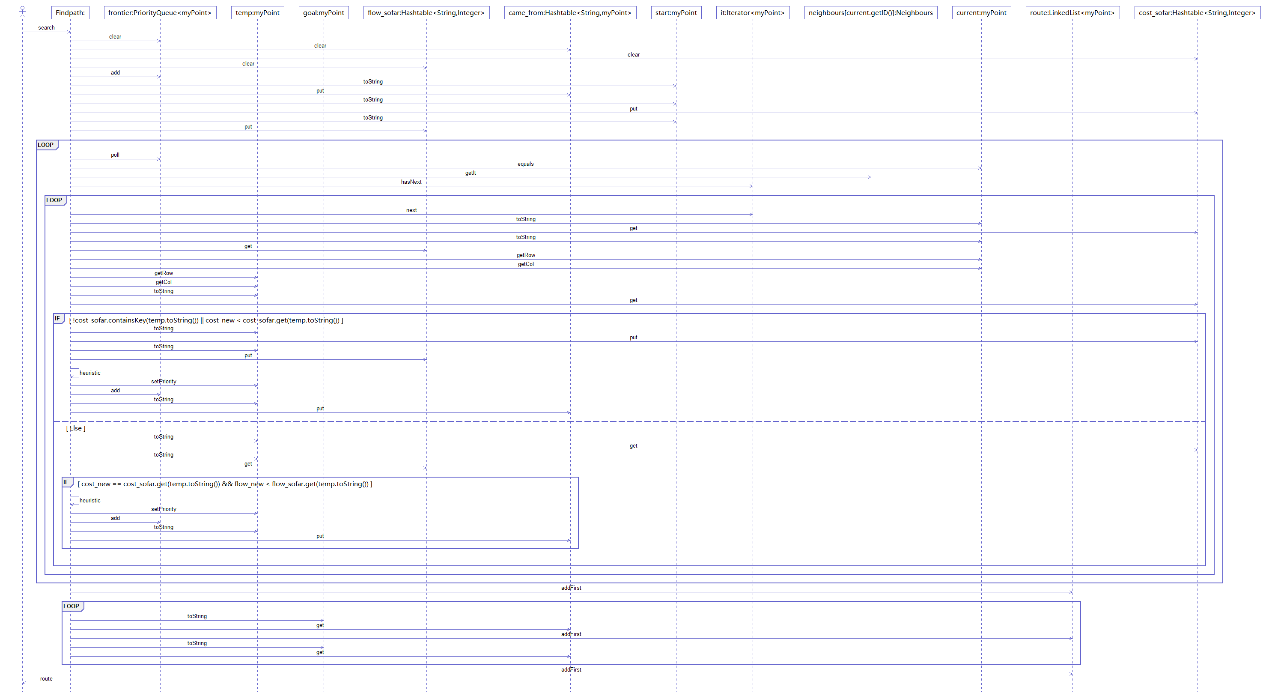 Findpath: frontier:PriorityQueue<myPoint> temp:myPoint goal:myPoint flow_sofar:Hashtable<String,Integer> came_from:Hashtable<String,myPoint> start:myPoint it:Iterator<myPoint> neighbours[current.getID()]:Neighbours current:myPoint route:LinkedList<myPoint> cost_sofar:Hashtable<String,Integer>
search
clear
clear
clear
clear
add
toString
put
toString
put
toString
put
LOOP
poll
equals
getIt
hasNext
LOOP
next
toString
get
toString
get
getRow
getCol
getRow
getCol
toString
get
IF [cost_sofar.containsKey(temp.toString()) || cost_new < cost_sofar.get(temp.toString()) ]
toString
put
toString
put
heuristic
setPriority
add
toString
put
[ Else ]
toString
get
toString
get
IF [ cost_new == cost_sofar.get(temp.toString()) && flow_new < flow_sofar.get(temp.toString()) ]
heuristic
setPriority
add
toString
put
addFirst
LOOP
toString
get
addFirst
toString
get
addFirst
route